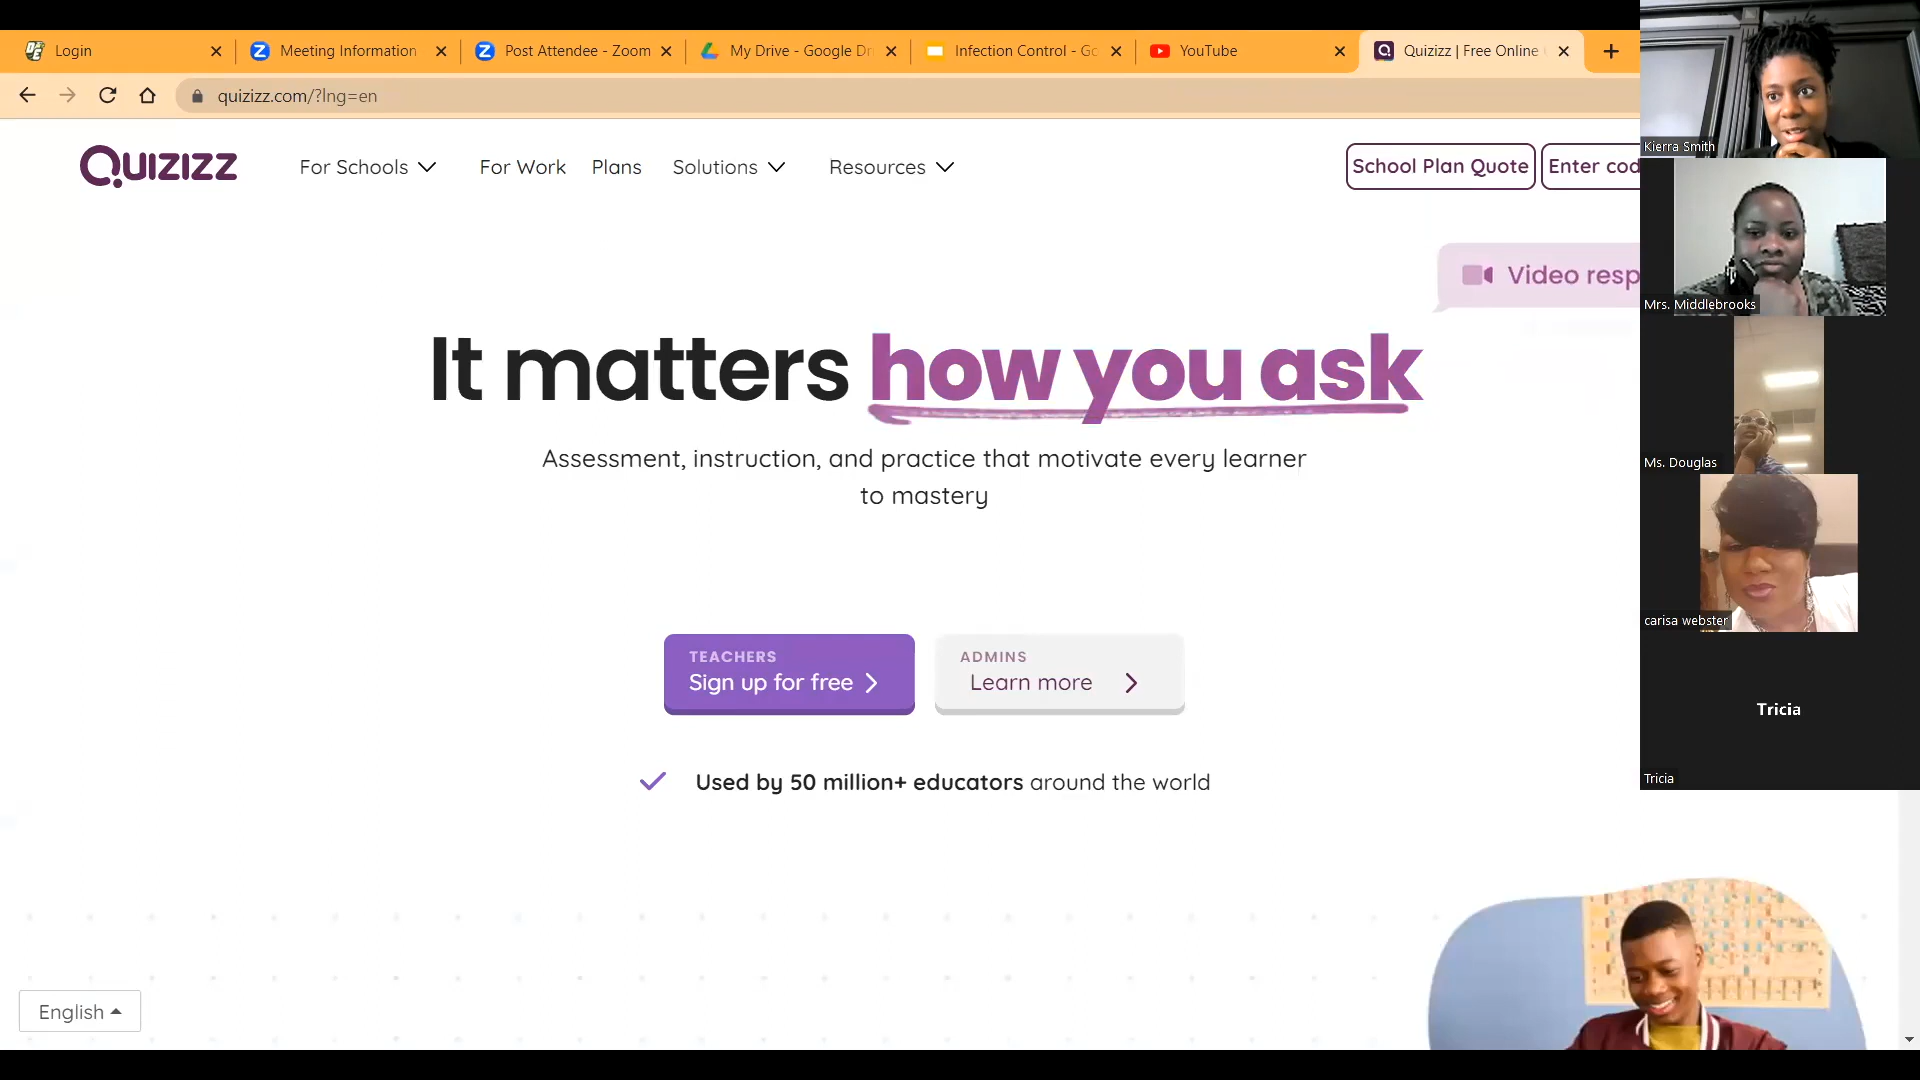 Login
Meeting Information
Post Attendee - Zoom
My Drive - Google Dr
Infection Control - Go
YouTube
Quizizz | Free Online
quizizz.com/?lng=en
Quizizz
For Schools
For Work
Plans
Solutions
Resources
School Plan Quote
Enter cod
Video resp
It matters how you ask
Assessment, instruction, and practice that motivate every learner
to mastery
TEACHERS
Sign up for free
ADMINS
Learn more
Used by 50 million+ educators around the world
English
Kierra Smith
Mrs. Middlebrooks
Ms. Douglas
carisa webster
Tricia
Tricia